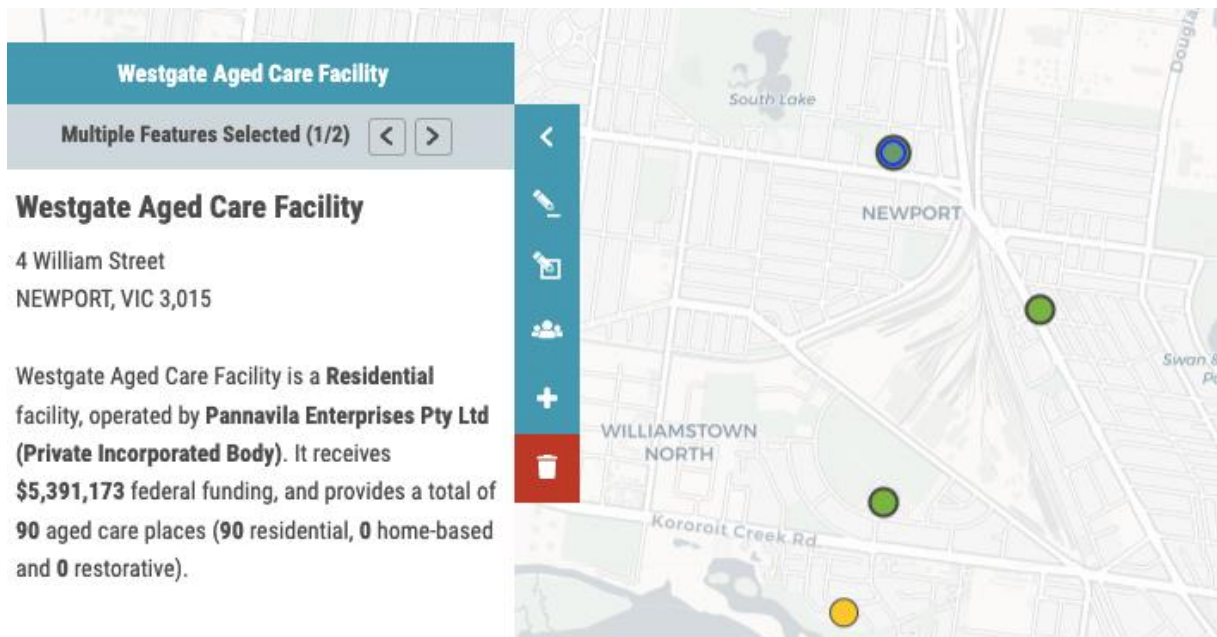 Westgate Aged Care Facility
Multiple Features Selected (1/2) < >
Westgate Aged Care Facility
4 William Street
NEWPORT, VIC 3,015
Westgate Aged Care Facility is a Residential
facility, operated by Pannavila Enterprises Pty Ltd
(Private Incorporated Body). It receives
$5,391,173 federal funding, and provides a total of
90 aged care places (90 residential, 0 home-based
and 0 restorative).
South Lake
Douglas
NEWPORT
Swan &
WILLIAMSTOWN
NORTH
Kororoit Creek Rd